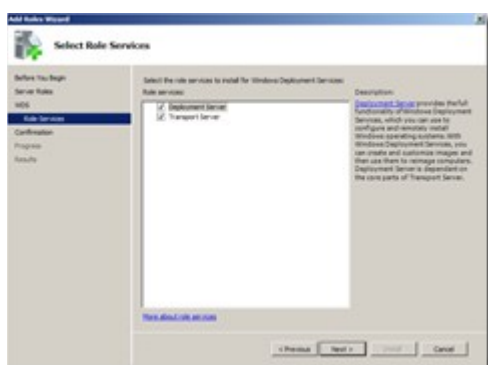 Add Roles Wizard
Select Role Services
Before You Begin
Server Roles
WDS
Role Services
Confirmation
Progress
Results
Select the role services to install for Windows Deployment Services:
Role services:
Deployment Server
Transport Server
Description:
Deployment Server provides the full
functionality of Windows Deployment
Services, which you can use to
configure and remotely install
Windows operating systems. With
Windows Deployment Services, you
can create and customize images and
then use them to reimage computers.
Deployment Server is dependent on
the core parts of Transport Server.
More about role services
< Previous
Next >
Install
Cancel